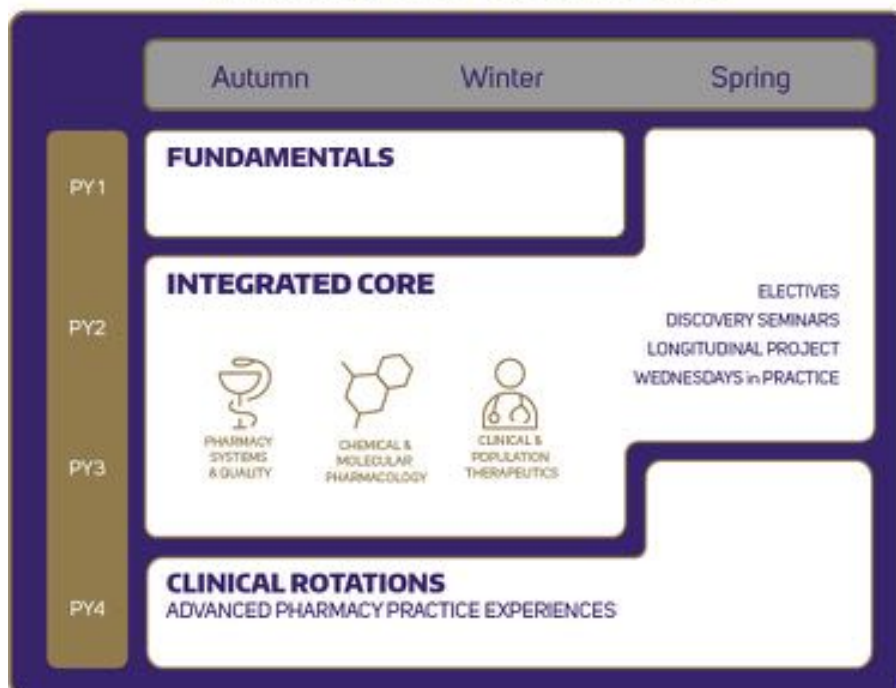 Autumn Winter Spring
PY1
FUNDAMENTALS
PY2
INTEGRATED CORE
ELECTIVES
DISCOVERY SEMINARS
LONGITUDINAL PROJECT
WEDNESDAYS in PRACTICE
PHARMACY
SYSTEMS
& QUALITY
CHEMICAL &
MOLECULAR
PHARMACOLOGY
CLINICAL &
POPULATION
THERAPEUTICS
PY3
PY4
CLINICAL ROTATIONS
ADVANCED PHARMACY PRACTICE EXPERIENCES